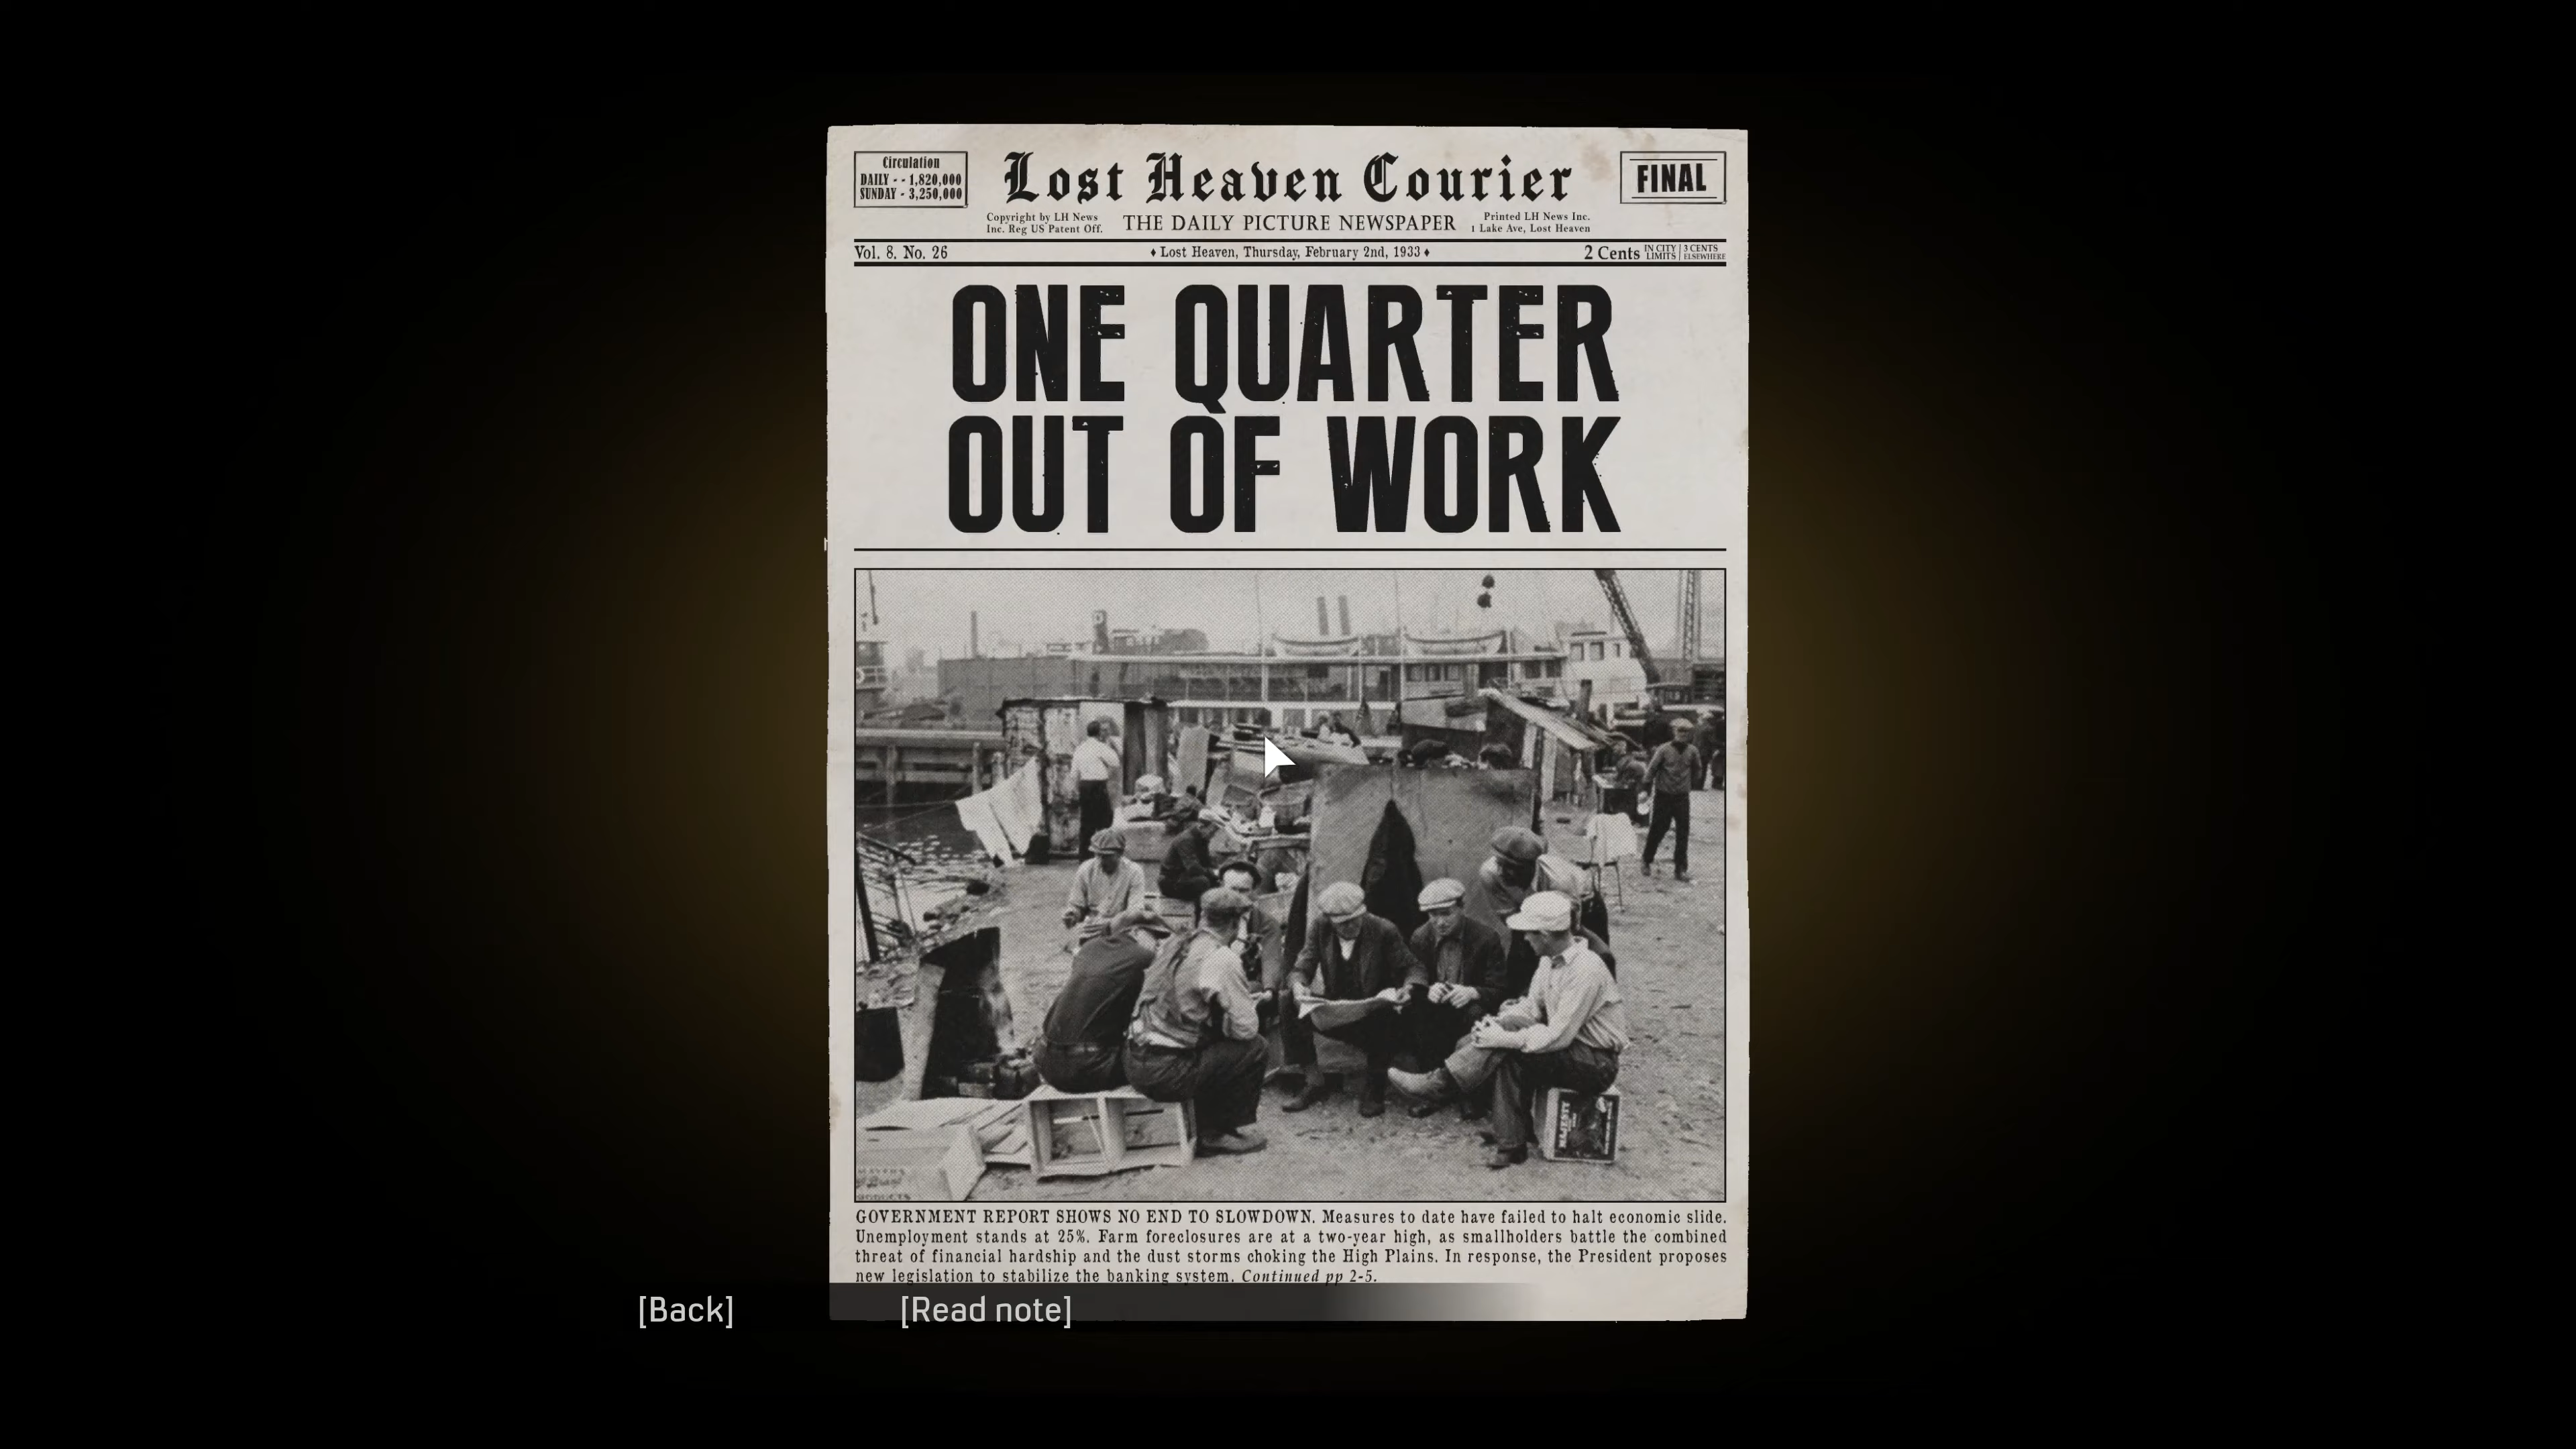 Circulation
DAILY - - 1,820,000
SUNDAY - 3,250,000
Lost Heaven Courier
FINAL
Copyright by LH News
Inc. Reg US Patent Off.
THE DAILY PICTURE NEWSPAPER
Printed LH News Inc.
1 Lake Ave, Lost Heaven
Vol. 8. No. 26
♦ Lost Heaven, Thursday, February 2nd, 1933 ♦
2 Cents IN CITY LIMITS | 3 CENTS ELSEWHERE
ONE QUARTER
OUT OF WORK
MAJESTY
GOVERNMENT REPORT SHOWS NO END TO SLOWDOWN. Measures to date have failed to halt economic slide.
Unemployment stands at 25%. Farm foreclosures are at a two-year high, as smallholders battle the combined
threat of financial hardship and the dust storms choking the High Plains. In response, the President proposes
new legislation to stabilize the banking system. Continued pp 2-5.
[Back]
[Read note]